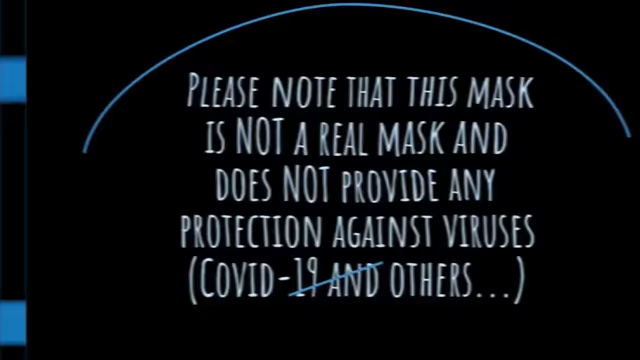 Please note that this mask
is NOT a real mask and
does NOT provide any
protection against viruses
(Covid-19 and others...)